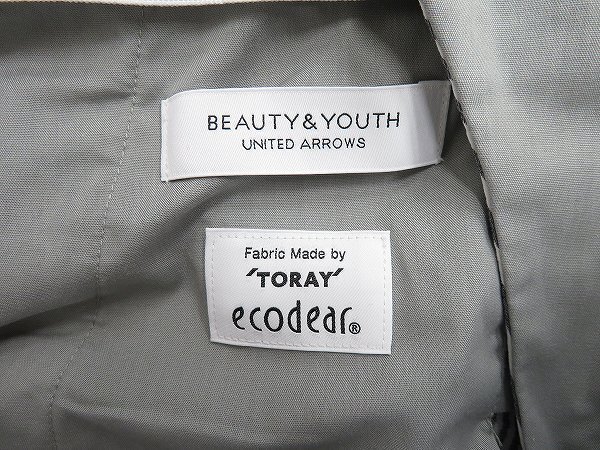 BEAUTY&YOUTH
UNITED ARROWS
Fabric Made by
'TORAY'
ecodear®